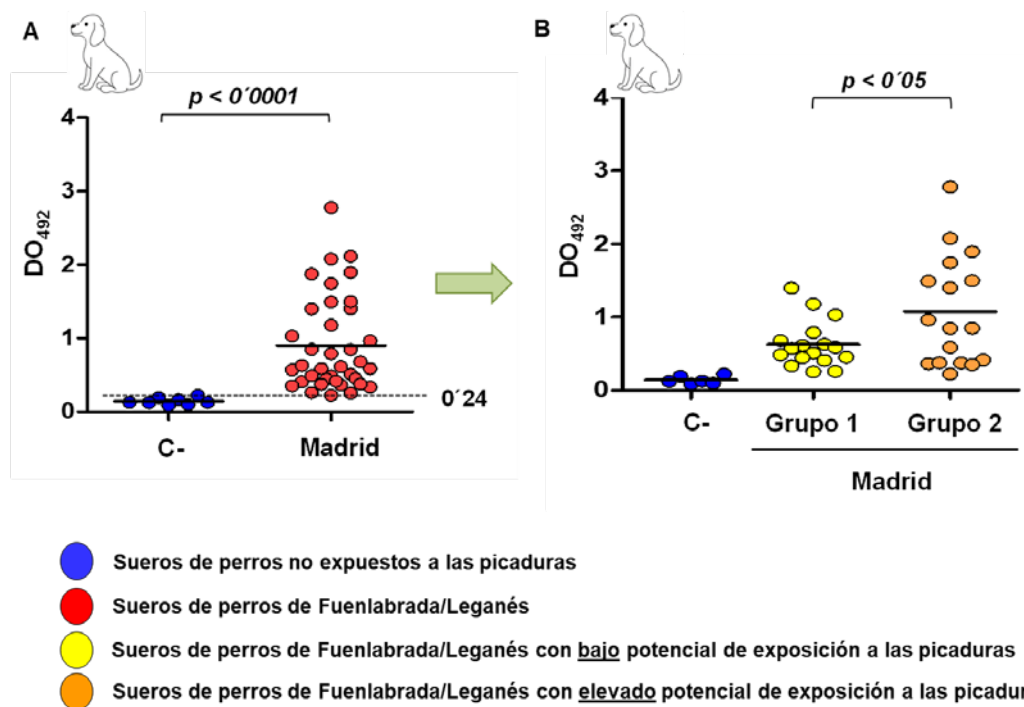 A
B
p < 0´0001
p < 0´05
4
3
2
1
0
DO492
0´24
C-
Madrid
4
3
2
1
0
DO492
C-
Grupo 1
Grupo 2
Madrid
Sueros de perros no expuestos a las picaduras
Sueros de perros de Fuenlabrada/Leganés
Sueros de perros de Fuenlabrada/Leganés con bajo potencial de exposición a las picaduras
Sueros de perros de Fuenlabrada/Leganés con elevado potencial de exposición a las picadur